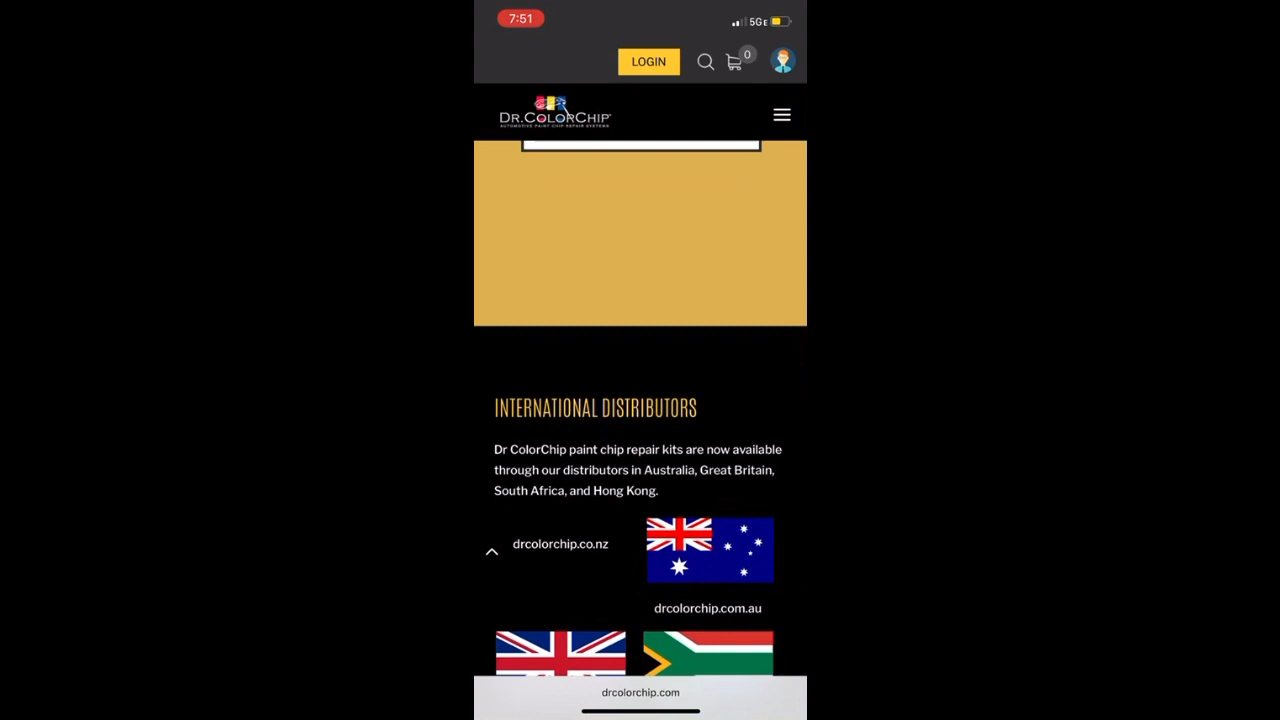 7:51
5GE
LOGIN
0
DR.COLORCHIP
AUTOMOTIVE PAINT CHIP REPAIR SYSTEMS
INTERNATIONAL DISTRIBUTORS
Dr ColorChip paint chip repair kits are now available
through our distributors in Australia, Great Britain,
South Africa, and Hong Kong.
drcolorchip.co.nz
drcolorchip.com.au
drcolorchip.com